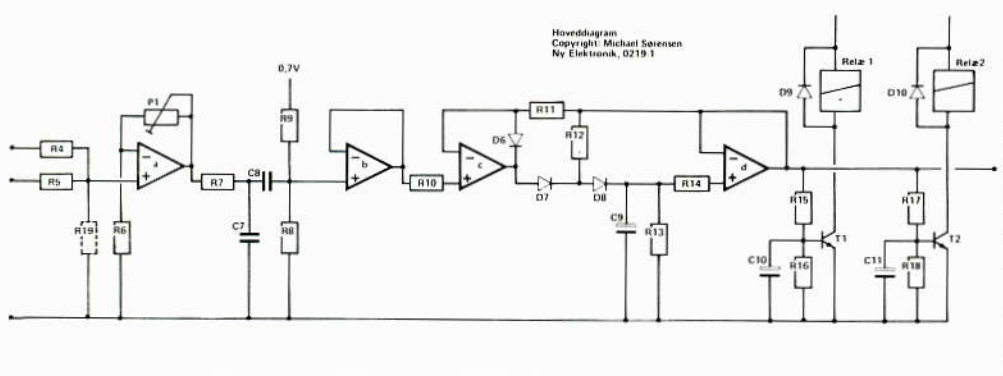 Hoveddiagram
Copyright: Michael Sørensen
Ny Elektronik, 0219-1
0,7V
P1
R4
R5
R19
R6
a
R7
C8
C7
R9
R8
b
R10
c
D6
R11
R12
D7
D8
C9
R13
R14
d
D9
Relæ 1
R15
T1
C10
R16
D10
Relæ2
R17
T2
C11
R18